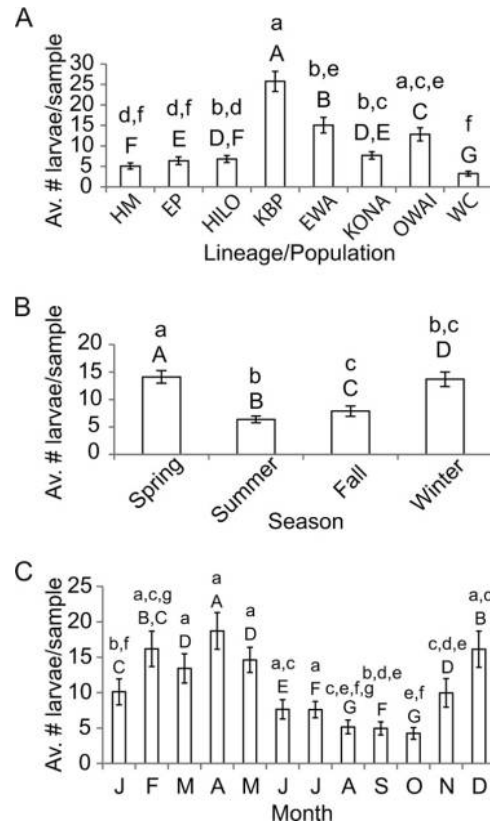 A
Av. # larvae/sample
30
25
20
15
10
5
0
d,f
F
d,f
E
b,d
D,F
a
A
b,e
B
b,c
D,E
a,c,e
C
f
G
HM EP HILO KBP EWA KONA OWAI WC
Lineage/Population
B
Av. # larvae/sample
20
15
10
5
0
a
A
b
B
c
C
b,c
D
Spring Summer Fall Winter
Season
C
Av. # larvae/sample
25
20
15
10
5
0
b,f
C
a,c,g
B,C
a
D
a
A
a
D
a,c
E
a
F
c,e,f,g
G
b,d,e
F
e,f
G
c,d,e
D
B
J F M A M J J A S O N D
Month